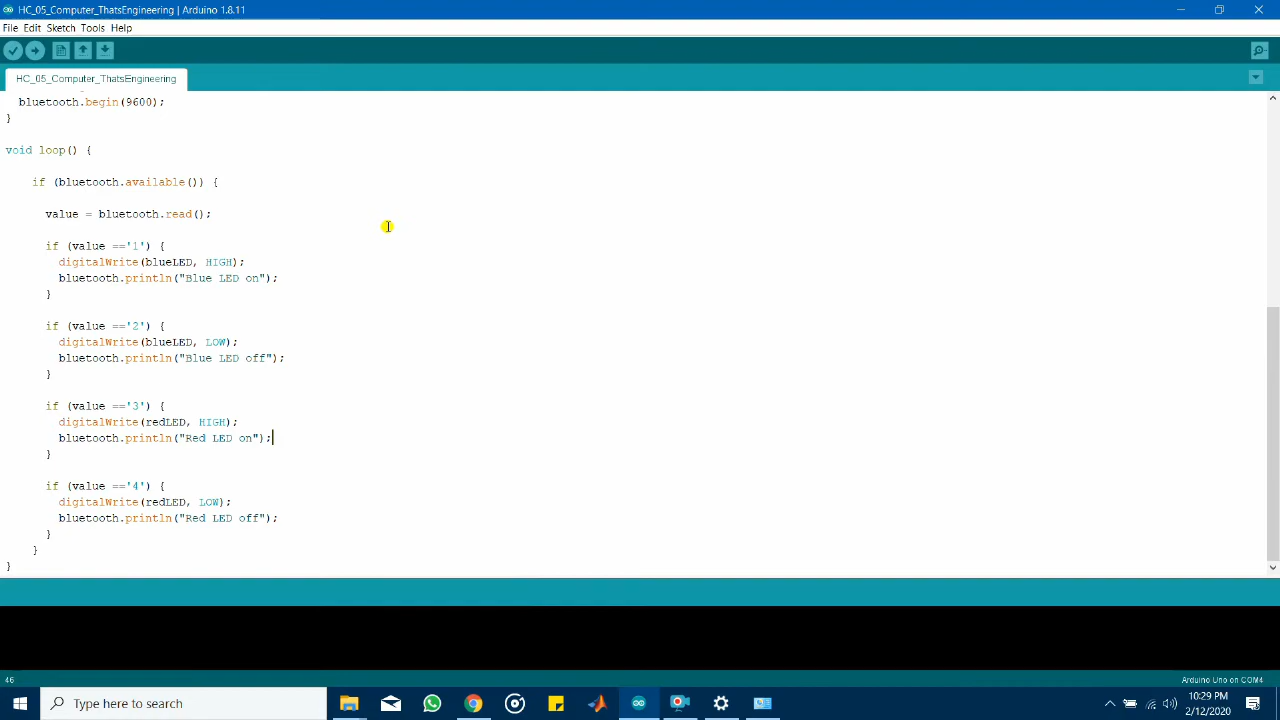 HC_05_Computer_ThatsEngineering | Arduino 1.8.11
File Edit Sketch Tools Help
HC_05_Computer_ThatsEngineering
bluetooth.begin(9600);
}
void loop() {
if (bluetooth.available()) {
value = bluetooth.read();
if (value =='1') {
digitalWrite(blueLED, HIGH);
bluetooth.println("Blue LED on");
}
if (value =='2') {
digitalWrite(blueLED, LOW);
bluetooth.println("Blue LED off");
}
if (value =='3') {
digitalWrite(redLED, HIGH);
bluetooth.println("Red LED on");
}
if (value =='4') {
digitalWrite(redLED, LOW);
bluetooth.println("Red LED off");
}
}
}
46
Arduino Uno on COM4
Type here to search
10:29 PM
2/12/2020